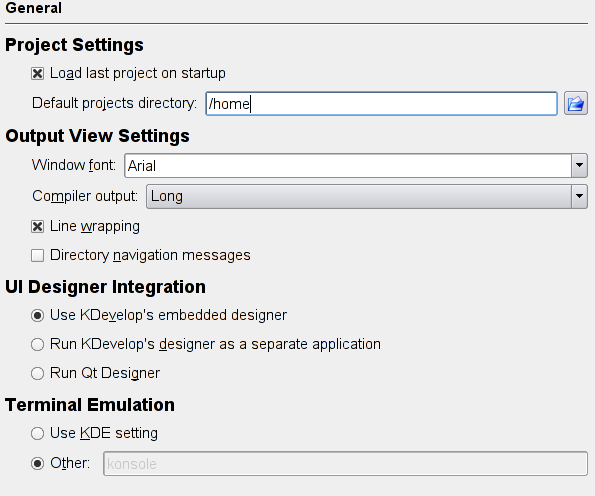 General
Project Settings
Load last project on startup
Default projects directory: /home
Output View Settings
Window font: Arial
Compiler output: Long
Line wrapping
Directory navigation messages
UI Designer Integration
Use KDevelop's embedded designer
Run KDevelop's designer as a separate application
Run Qt Designer
Terminal Emulation
Use KDE setting
Other: konsole